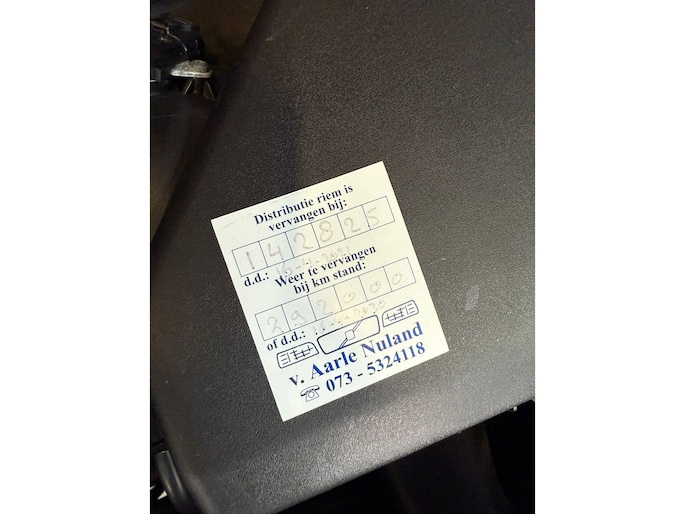 Distributie riem is
vervangen bij:
142825
d.d.:
Weer te vervangen
bij km stand:
292000
of d.d.:
v. Aarle Nuland
☏ 073 - 5324118